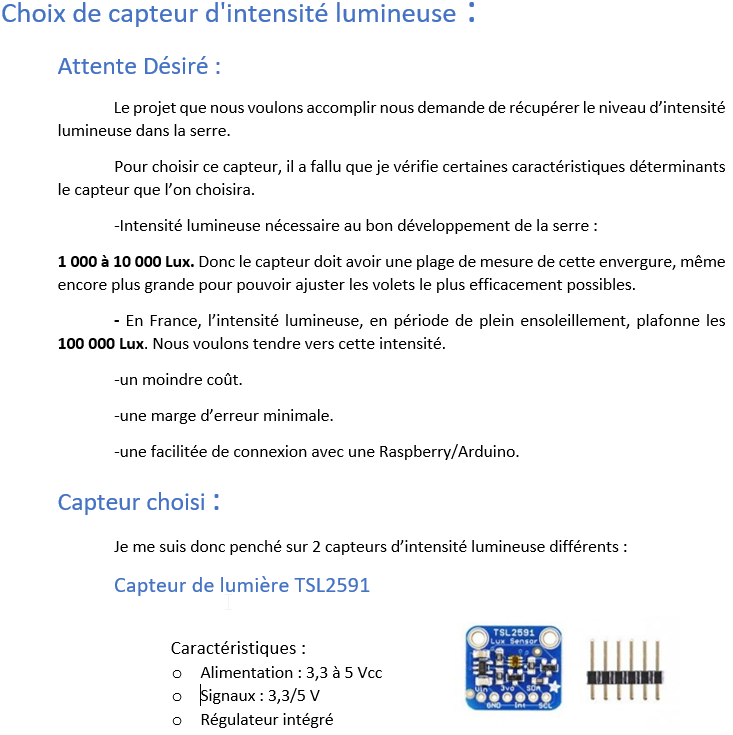 Choix de capteur d'intensité lumineuse :
Attente Désiré :
Le projet que nous voulons accomplir nous demande de récupérer le niveau d’intensité
lumineuse dans la serre.
Pour choisir ce capteur, il a fallu que je vérifie certaines caractéristiques déterminants
le capteur que l’on choisira.
-Intensité lumineuse nécessaire au bon développement de la serre :
1 000 à 10 000 Lux. Donc le capteur doit avoir une plage de mesure de cette envergure, même
encore plus grande pour pouvoir ajuster les volets le plus efficacement possibles.
- En France, l’intensité lumineuse, en période de plein ensoleillement, plafonne les
100 000 Lux. Nous voulons tendre vers cette intensité.
-un moindre coût.
-une marge d’erreur minimale.
-une facilitée de connexion avec une Raspberry/Arduino.
Capteur choisi :
Je me suis donc penché sur 2 capteurs d’intensité lumineuse différents :
Capteur de lumière TSL2591
Caractéristiques :
o Alimentation : 3,3 à 5 Vcc
o Signaux : 3,3/5 V
o Régulateur intégré
TSL2591
Lux Sensor
Vin 3vo SDA
GND Int SCL